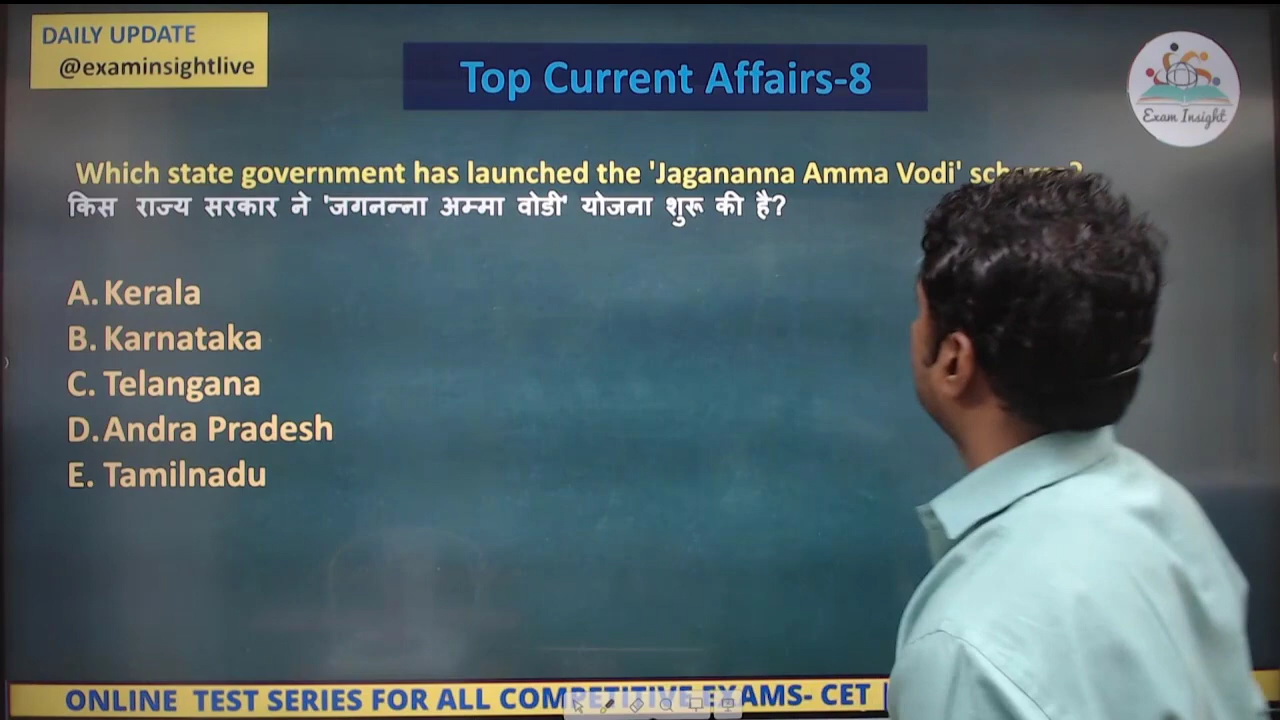 DAILY UPDATE
@examinsightlive
Top Current Affairs-8
Exam Insight
Which state government has launched the 'Jagananna Amma Vodi'
किस राज्य सरकार ने 'जगनन्ना अम्मा वोडी' योजना शुरू की है?
A. Kerala
B. Karnataka
C. Telangana
D. Andra Pradesh
E. Tamilnadu
ONLINE TEST SERIES FOR ALL COMPETITIVE EXAMS- CET |